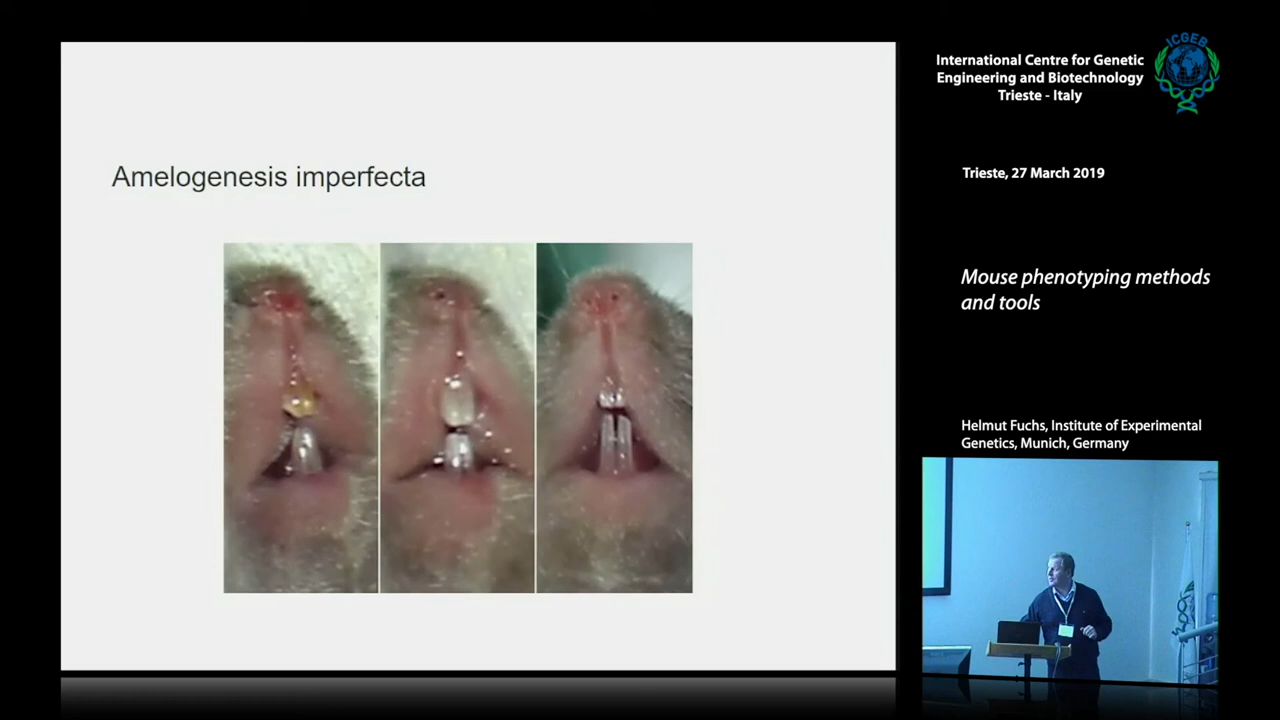 Amelogenesis imperfecta
International Centre for Genetic
Engineering and Biotechnology
Trieste - Italy
ICGEB
Trieste, 27 March 2019
Mouse phenotyping methods
and tools
Helmut Fuchs, Institute of Experimental
Genetics, Munich, Germany